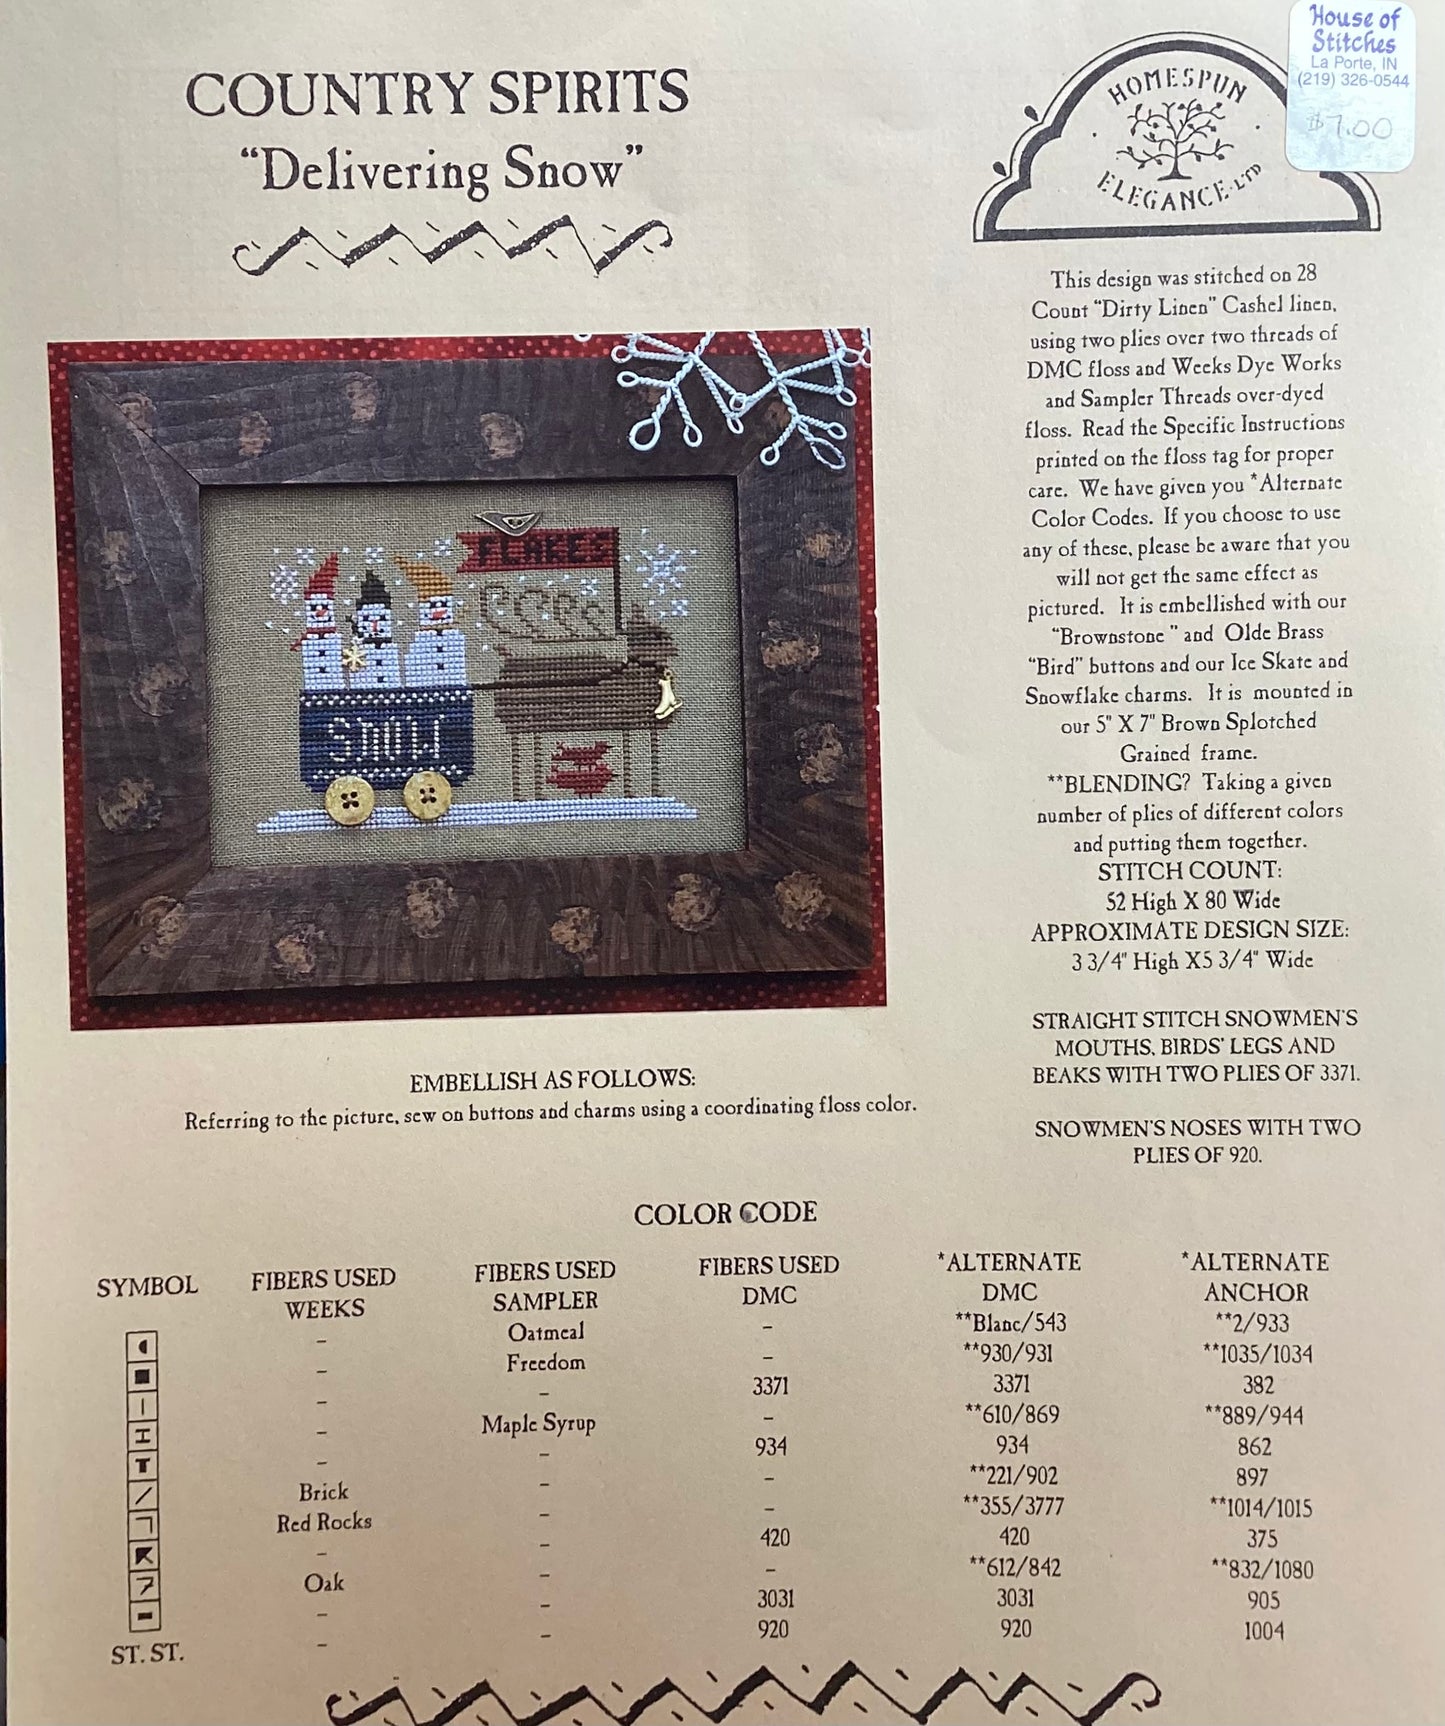 COUNTRY SPIRITS
“Delivering Snow”
House of
Stitches
La Porte, IN
(219) 326-0544
$7.00
HOMESPUN
ELEGANCE LTD
This design was stitched on 28
Count “Dirty Linen” Cashel linen,
using two plies over two threads of
DMC floss and Weeks Dye Works
and Sampler Threads over-dyed
floss. Read the Specific Instructions
printed on the floss tag for proper
care. We have given you *Alternate
Color Codes. If you choose to use
any of these, please be aware that you
will not get the same effect as
pictured. It is embellished with our
“Brownstone ” and Olde Brass
“Bird” buttons and our Ice Skate and
Snowflake charms. It is mounted in
our 5" X 7" Brown Splotched
Grained frame.
**BLENDING? Taking a given
number of plies of different colors
and putting them together.
STITCH COUNT:
52 High X 80 Wide
APPROXIMATE DESIGN SIZE:
3 3/4" High X5 3/4" Wide
STRAIGHT STITCH SNOWMEN'S
MOUTHS, BIRDS' LEGS AND
BEAKS WITH TWO PLIES OF 3371.
SNOWMEN'S NOSES WITH TWO
PLIES OF 920.
FLAKES
SNOW
EMBELLISH AS FOLLOWS:
Referring to the picture, sew on buttons and charms using a coordinating floss color.
COLOR CODE
SYMBOL FIBERS USED WEEKS FIBERS USED SAMPLER FIBERS USED DMC *ALTERNATE DMC *ALTERNATE ANCHOR
– Oatmeal – **Blanc/543 **2/933
– Freedom – **930/931 **1035/1034
– – 3371 3371 382
– Maple Syrup – **610/869 **889/944
– – 934 934 862
Brick – – **221/902 897
Red Rocks – – **355/3777 **1014/1015
– – 420 420 375
Oak – – **612/842 **832/1080
– – 3031 3031 905
ST. ST. – – 920 920 1004